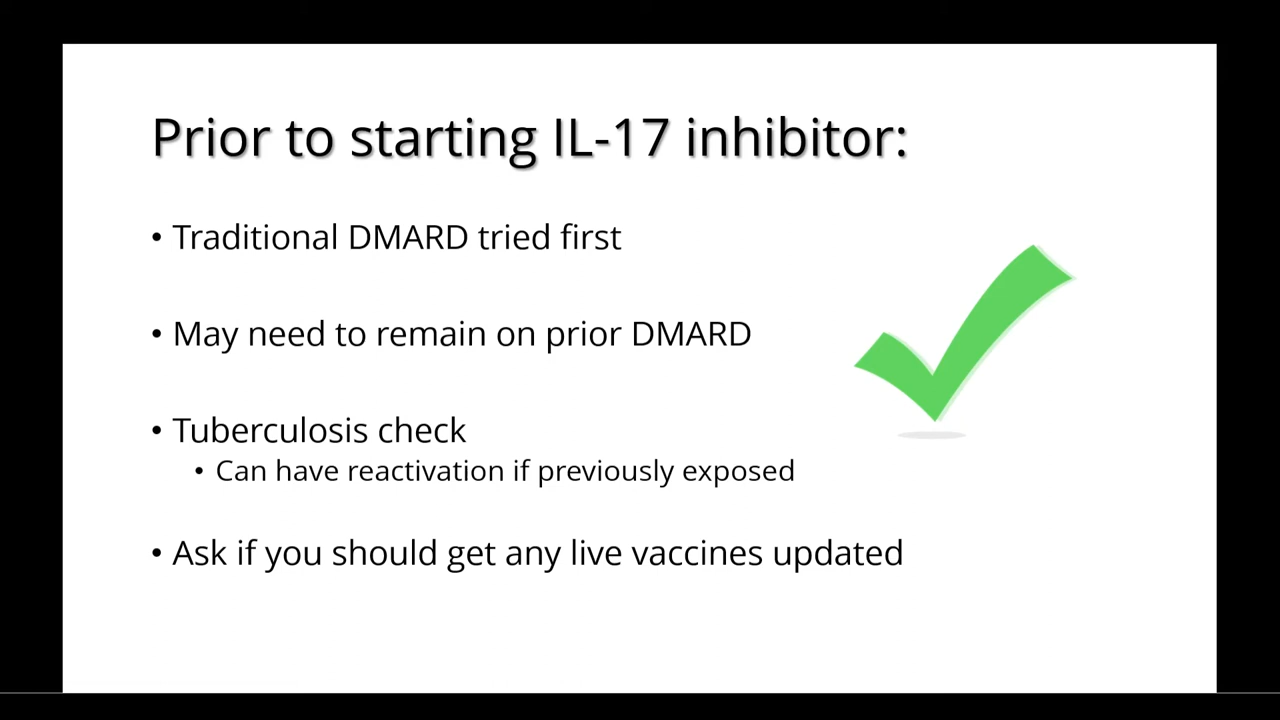 Prior to starting IL-17 inhibitor:
• Traditional DMARD tried first
• May need to remain on prior DMARD
• Tuberculosis check
• Can have reactivation if previously exposed
• Ask if you should get any live vaccines updated